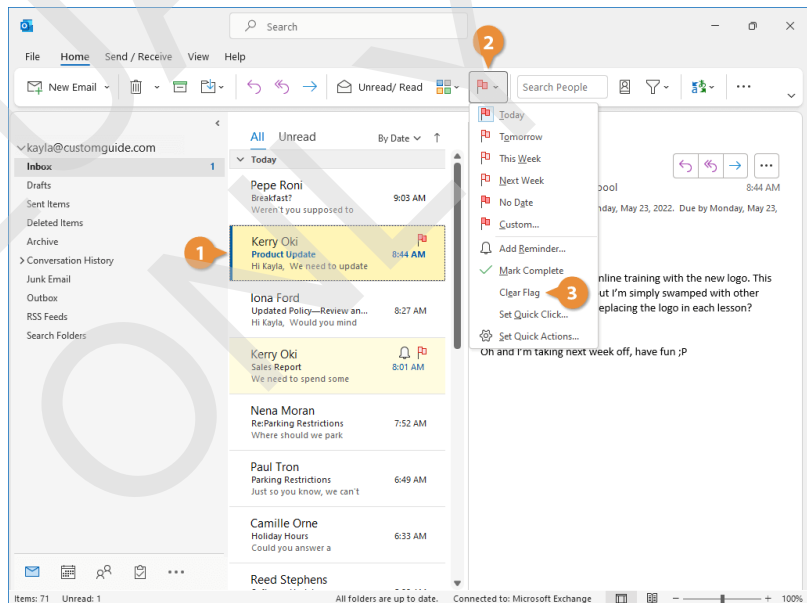 Search
File Home Send / Receive View Help
2
New Email Unread/ Read Search People
kayla@customguide.com
Inbox 1
Drafts
Sent Items
Deleted Items
Archive
Conversation History
Junk Email
Outbox
RSS Feeds
Search Folders
All Unread By Date
Today
Pepe Roni
Breakfast? 9:03 AM
Weren't you supposed to
1
Kerry Oki
Product Update 8:44 AM
Hi Kayla, We need to update
Iona Ford
Updated Policy—Review an... 8:27 AM
Hi Kayla, Would you mind
Kerry Oki
Sales Report 8:01 AM
We need to spend some
Nena Moran
Re:Parking Restrictions 7:52 AM
Where should we park
Paul Tron
Parking Restrictions 6:49 AM
Just so you know, we can't
Camille Orne
Holiday Hours 6:33 AM
Could you answer a
Reed Stephens
Today
Tomorrow
This Week
Next Week
No Date
Custom...
Add Reminder...
Mark Complete
Clear Flag 3
Set Quick Click...
Set Quick Actions...
8:44 AM
May 23, 2022. Due by Monday, May 23,
training with the new logo. This
I'm simply swamped with other
replacing the logo in each lesson?
Oh and I'm taking next week off, have fun ;P
Items: 71 Unread: 1 All folders are up to date. Connected to: Microsoft Exchange 100%
ONLY